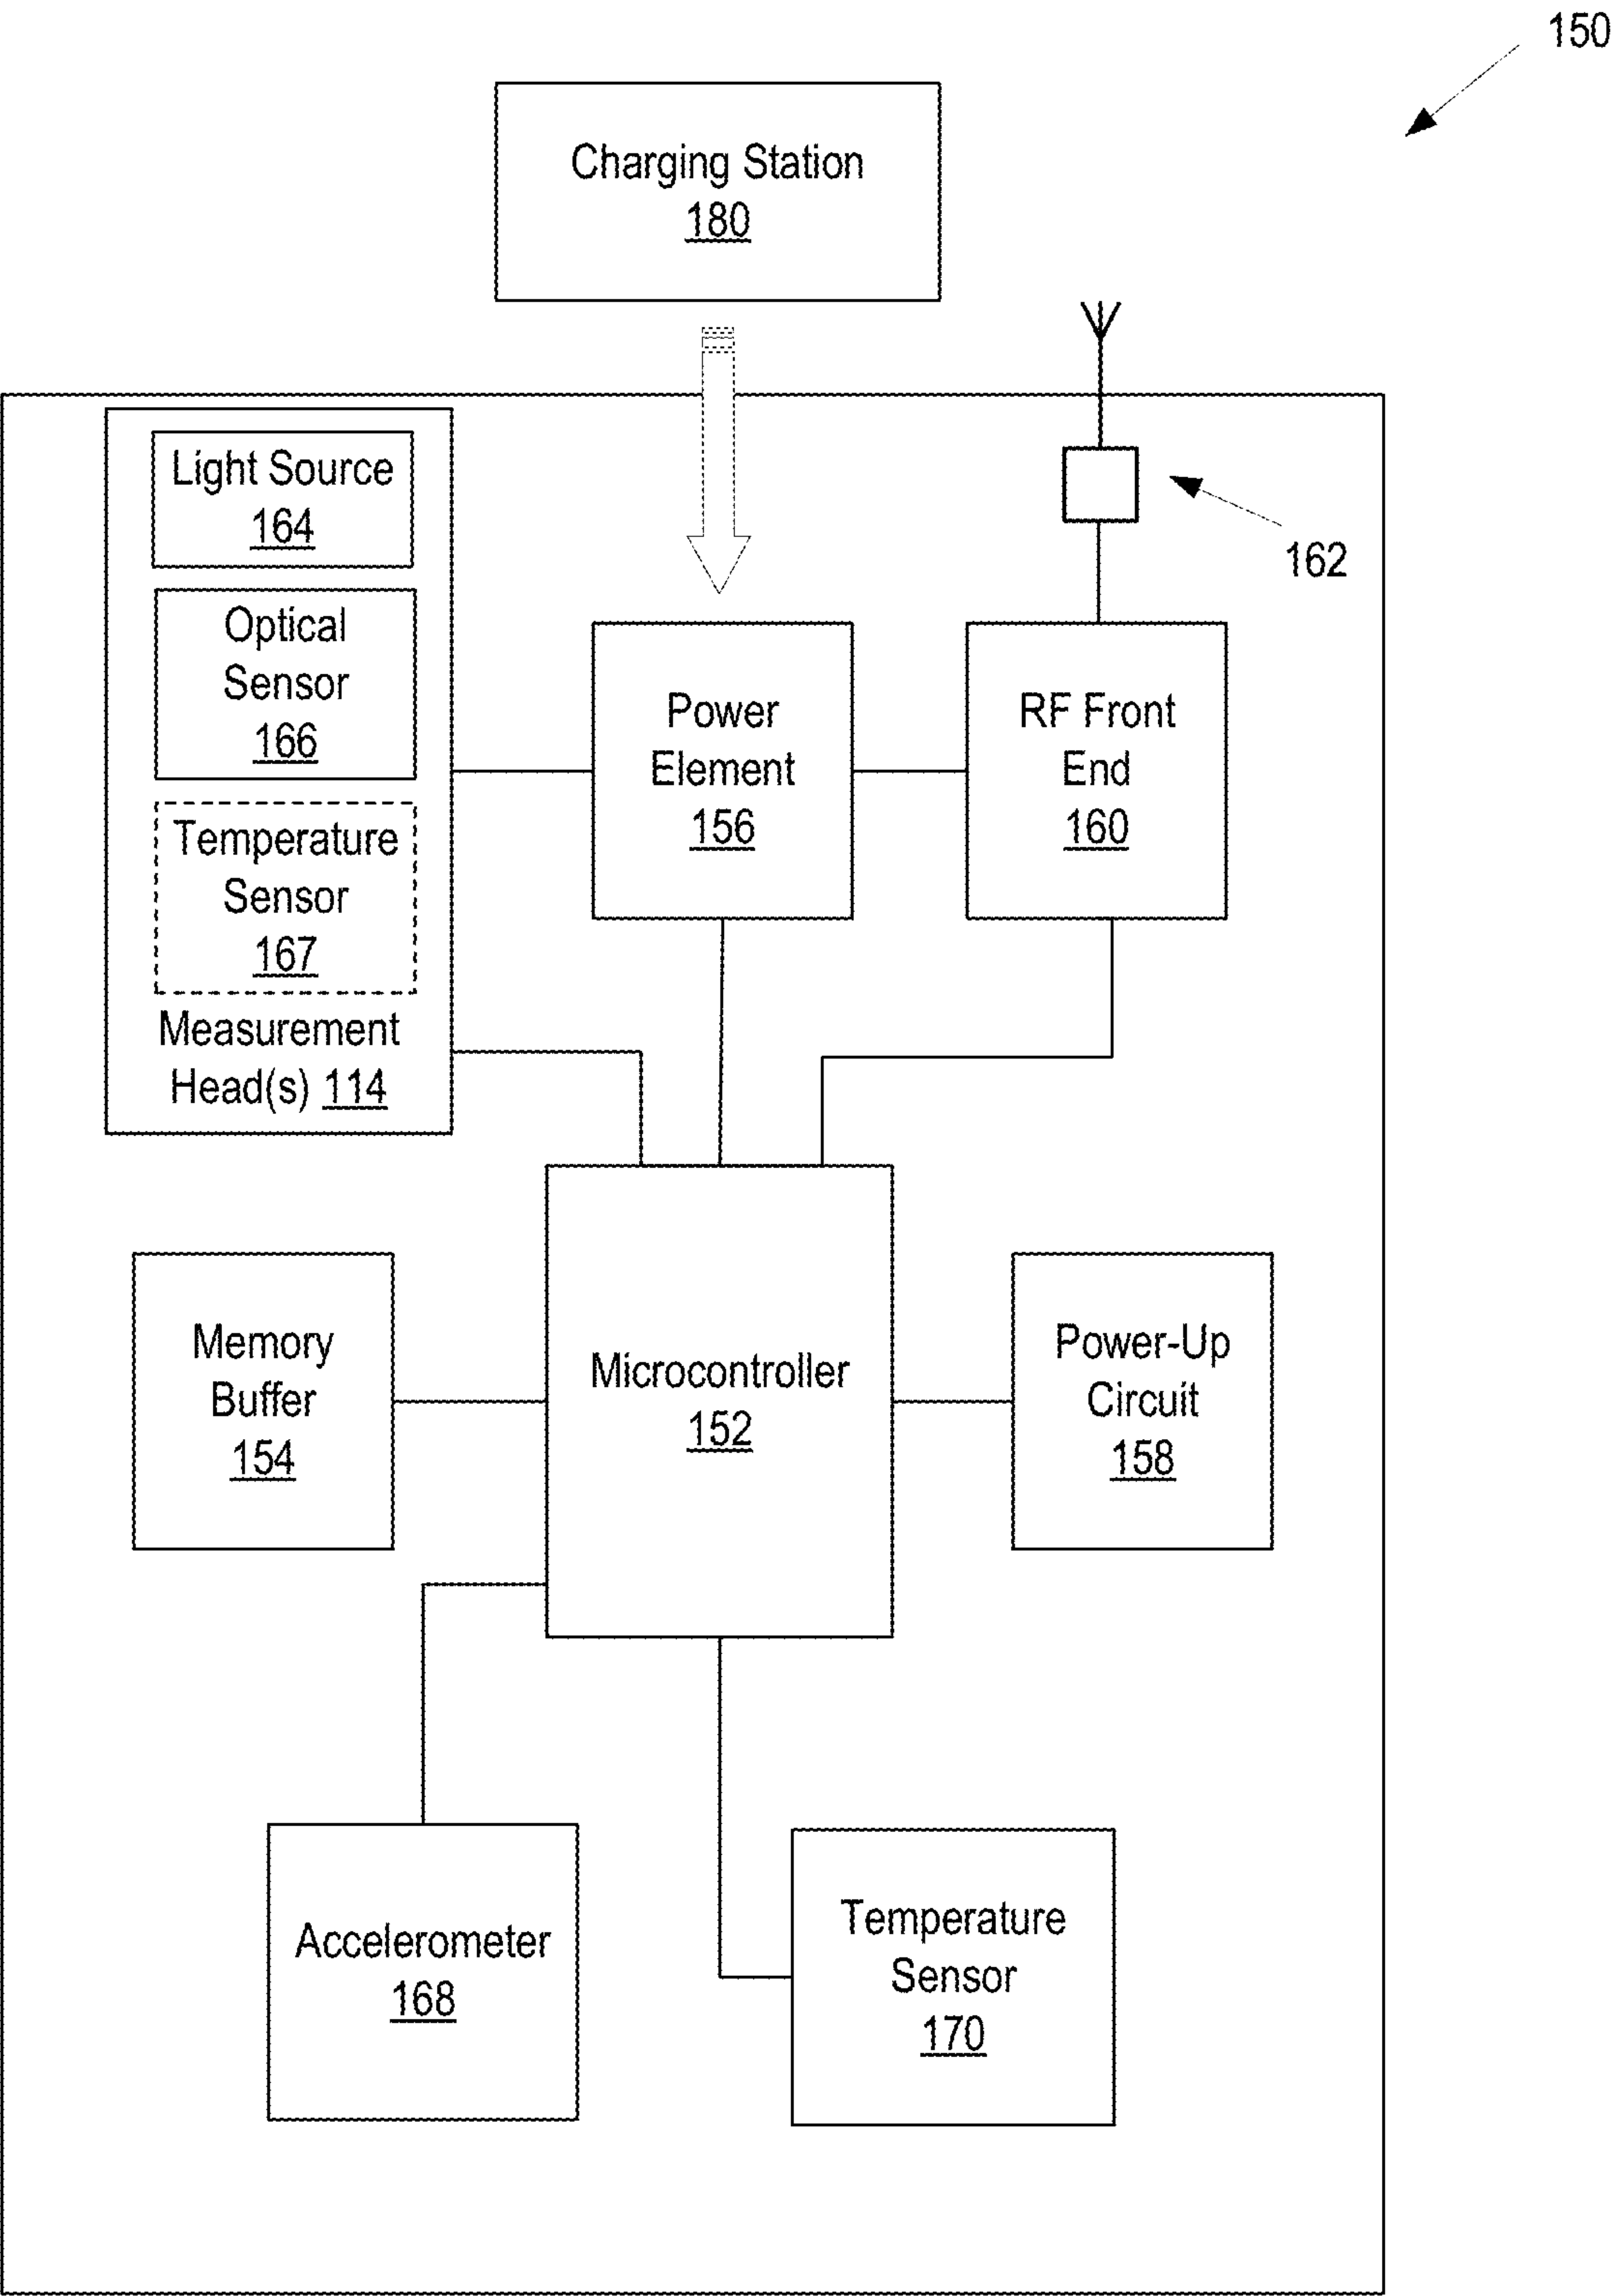 150
Charging Station
180
Light Source
164
162
Optical
Sensor
166
Power
Element
156
RF Front
End
160
Temperature
Sensor
167
Measurement
Head(s) 114
Memory
Buffer
154
Microcontroller
152
Power-Up
Circuit
158
Accelerometer
168
Temperature
Sensor
170